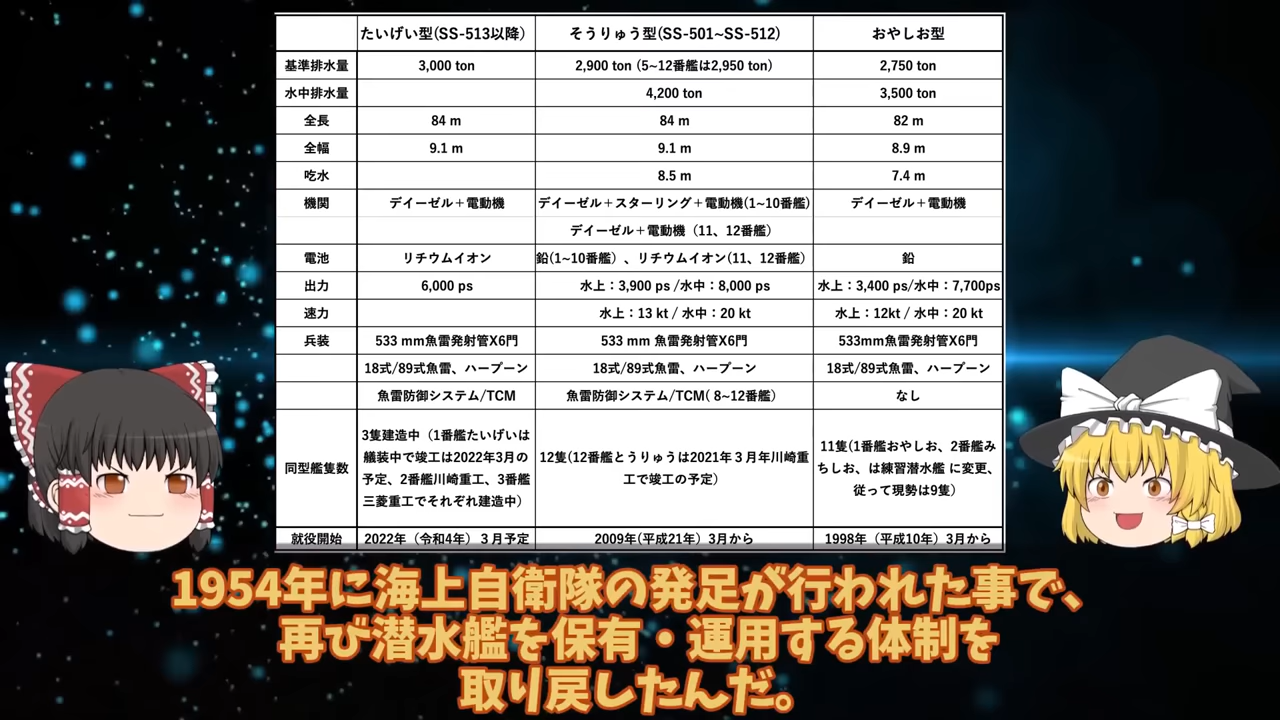 たいげい型(SS-513以降) そうりゅう型(SS-501~SS-512) おやしお型
基準排水量 3,000 ton 2,900 ton (5~12番艦は2,950 ton) 2,750 ton
水中排水量 4,200 ton 3,500 ton
全長 84 m 84 m 82 m
全幅 9.1 m 9.1 m 8.9 m
吃水 8.5 m 7.4 m
機関 デイーゼル＋電動機 デイーゼル＋スターリング＋電動機(1~10番艦) デイーゼル＋電動機
デイーゼル＋電動機（11、12番艦）
電池 リチウムイオン 鉛(1~10番艦）、リチウムイオン(11、12番艦） 鉛
出力 6,000 ps 水上：3,900 ps /水中：8,000 ps 水上：3,400 ps/水中：7,700ps
速力 水上：13 kt / 水中：20 kt 水上：12kt / 水中：20 kt
兵装 533 mm魚雷発射管X6門 533 mm 魚雷発射管X6門 533mm魚雷発射管X6門
18式/89式魚雷、ハープーン 18式/89式魚雷、ハープーン 18式/89式魚雷、ハープーン
魚雷防御システム/TCM 魚雷防御システム/TCM( 8~12番艦） なし
同型艦隻数
3隻建造中（1番艦たいげいは
艤装中で竣工は2022年3月の
予定、2番艦川崎重工、3番艦
三菱重工でそれぞれ建造中）
12隻(12番艦とうりゅうは2021年３月年川崎重
工で竣工の予定）
11隻(1番艦おやしお、2番艦み
ちしお、は練習潜水艦 に変更、
従って現勢は9隻）
就役開始 2022年（令和4年）３月予定 2009年(平成21年）3月から 1998年（平成10年）3月から
1954年に海上自衛隊の発足が行われた事で、
再び潜水艦を保有・運用する体制を
取り戻したんだ。